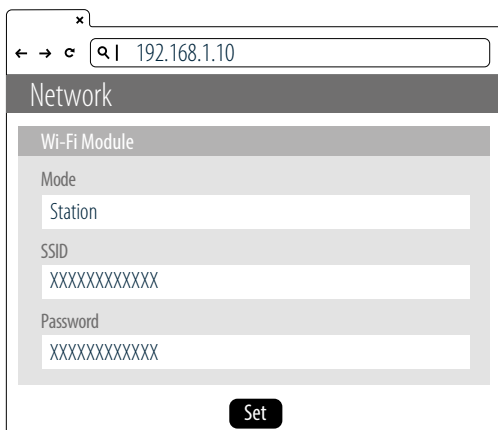 192.168.1.10
Network
Wi-Fi Module
Mode
Station
SSID
XXXXXXXXXXXX
Password
XXXXXXXXXXXX
Set